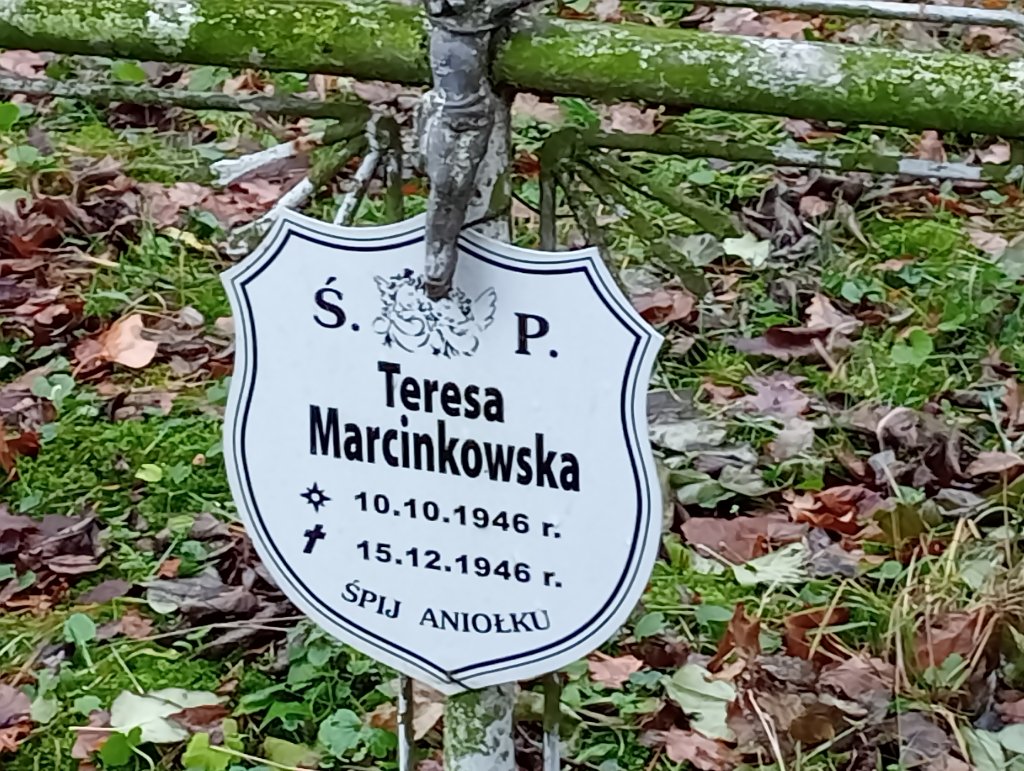 Ś. P.
Teresa
Marcinkowska
10.10.1946 r.
15.12.1946 r.
ŚPIJ ANIOŁKU